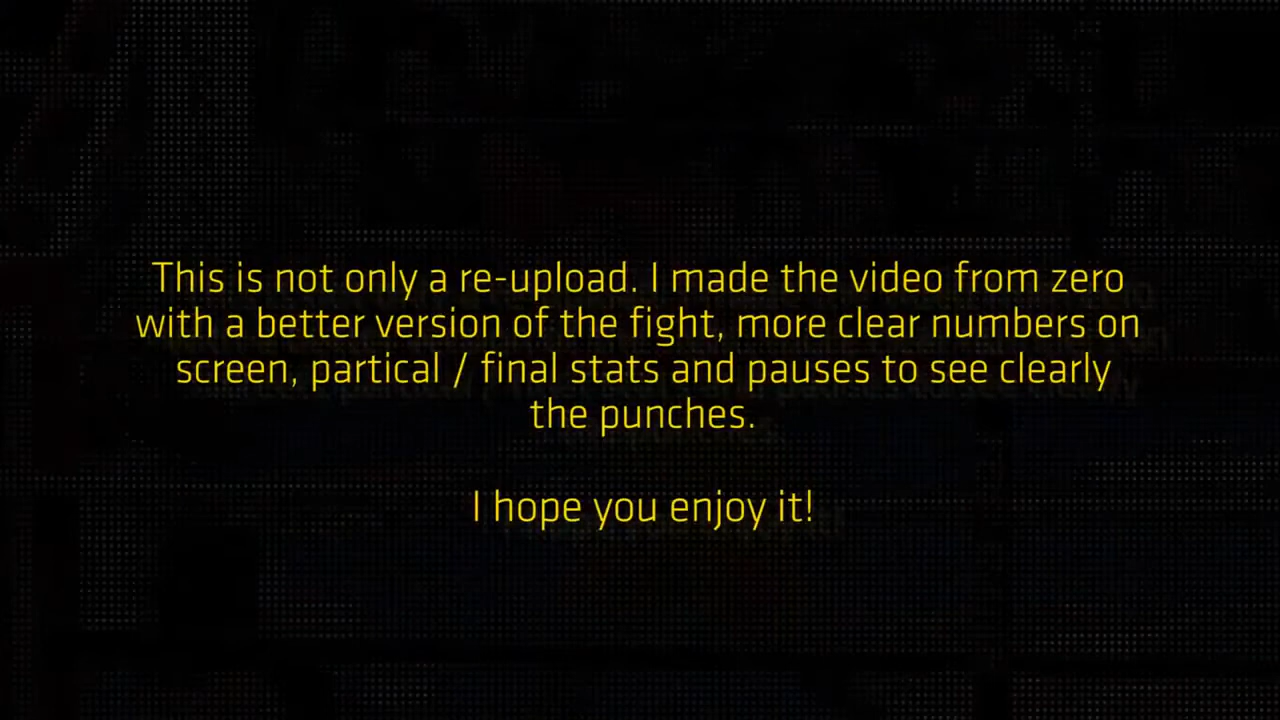 This is not only a re-upload. I made the video from zero
with a better version of the fight, more clear numbers on
screen, partical / final stats and pauses to see clearly
the punches.
I hope you enjoy it!